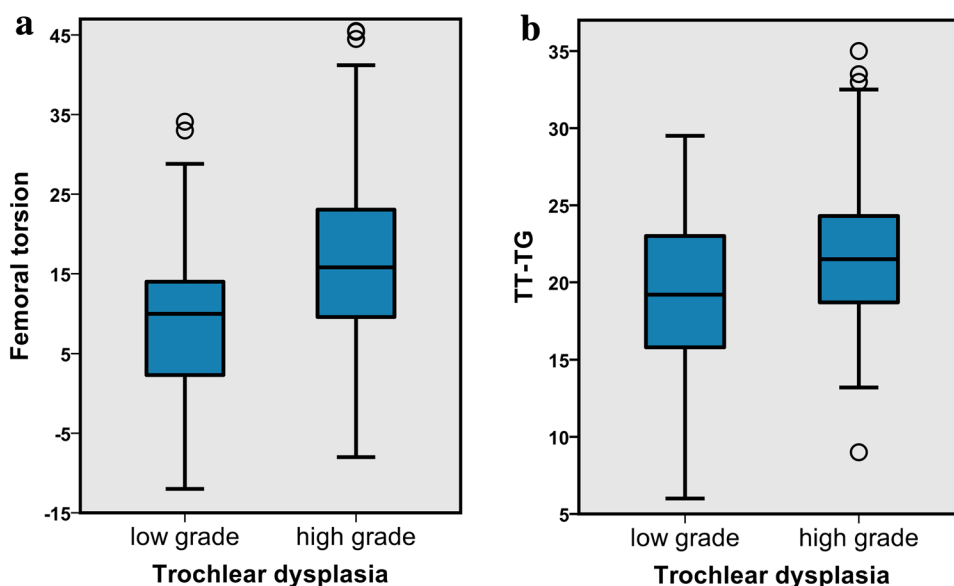 a
45
35
25
15
5
-5
-15
Femoral torsion
low grade
high grade
Trochlear dysplasia
b
35
30
25
20
15
10
5
TT-TG
low grade
high grade
Trochlear dysplasia